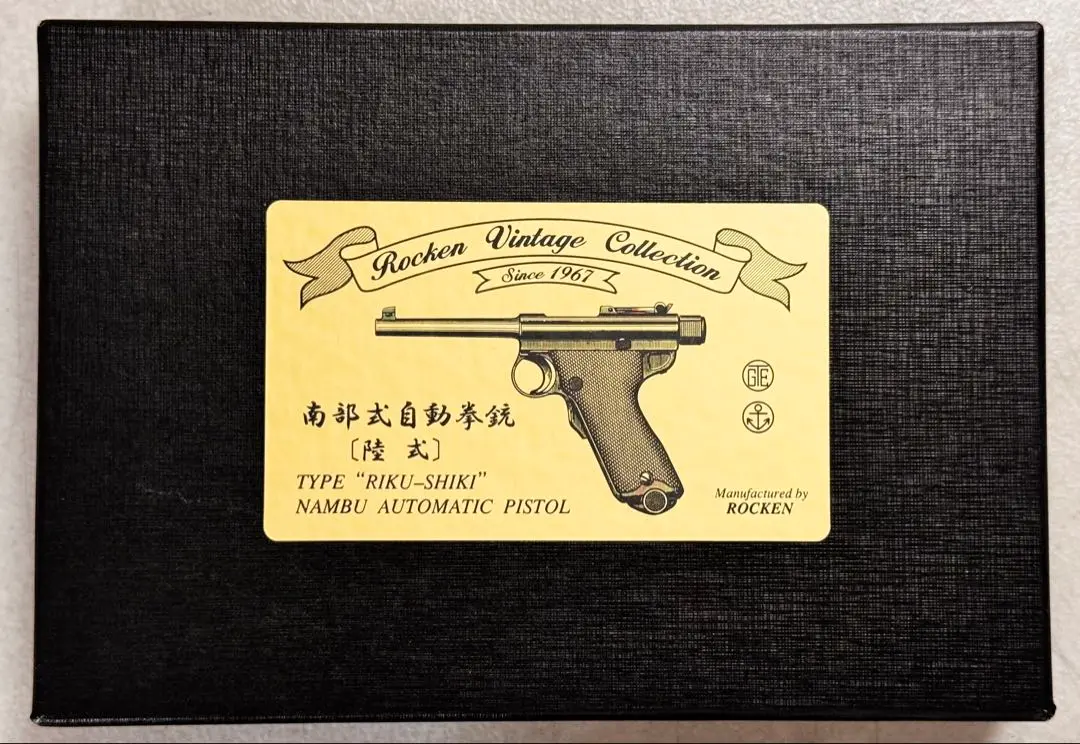 Rocken Vintage Collection
Since 1967
GTE
南部式自動拳銃
〔陸 式〕
TYPE “RIKU–SHIKI”
NAMBU AUTOMATIC PISTOL
Manufactured by
ROCKEN